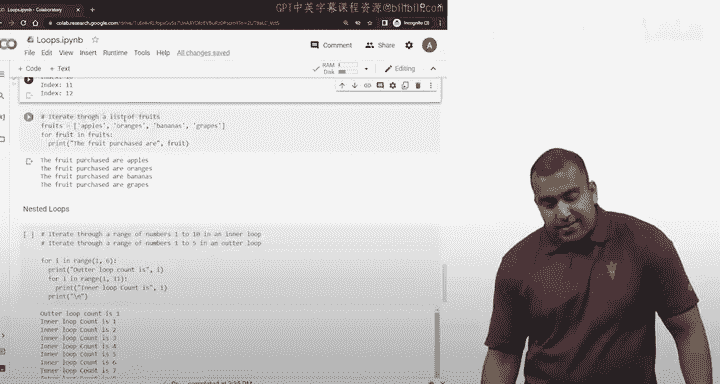 GPT中英字幕课程资源@bilibili.com
Loops.ipynb - Colaboratory
Incognito
Loops.ipynb
File Edit View Insert Runtime Tools Help All changes saved
Comment Share A
+ Code + Text
RAM
Disk
Editing
Index: 11
Index: 12
# Iterate throgh a list of fruits
fruits = ['apples', 'oranges', 'bananas', 'grapes']
for fruit in fruits:
print("The fruit purchased are", fruit)
The fruit purchased are apples
The fruit purchased are oranges
The fruit purchased are bananas
The fruit purchased are grapes
Nested Loops
[ ] # Iterate through a range of numbers 1 to 10 in an inner loop
# Iterate through a range of numbers 1 to 5 in an outter loop
for i in range(1, 6):
print("Outter loop count is", i)
for i in range(1, 11):
print("Inner loop Count is", i)
print("\n")
Outter loop count is 1
Inner loop Count is 1
Inner loop Count is 2
Inner loop Count is 3
Inner loop Count is 4
Inner loop Count is 5
Inner loop Count is 6
Inner loop Count is 7